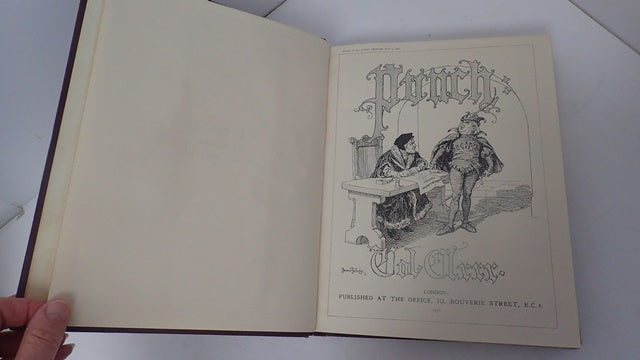 Punch
Vol. Clxxx.
LONDON:
PUBLISHED AT THE OFFICE, 10, BOUVERIE STREET, E.C. 4.